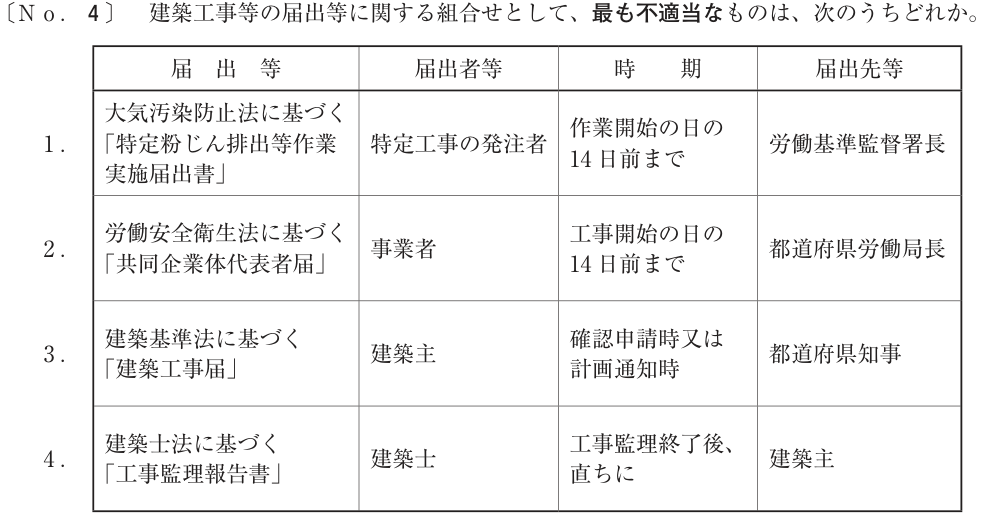 〔Ｎｏ．４〕 建築工事等の届出等に関する組合せとして、最も不適当なものは、次のうちどれか。
届 出 等 届出者等 時 期 届出先等
1. 大気汚染防止法に基づく
「特定粉じん排出等作業
実施届出書」
特定工事の発注者
作業開始の日の
14 日前まで
労働基準監督署長
2. 労働安全衛生法に基づく
「共同企業体代表者届」
事業者
工事開始の日の
14 日前まで
都道府県労働局長
3. 建築基準法に基づく
「建築工事届」
建築主
確認申請時又は
計画通知時
都道府県知事
4. 建築士法に基づく
「工事監理報告書」
建築士
工事監理終了後、
直ちに
建築主